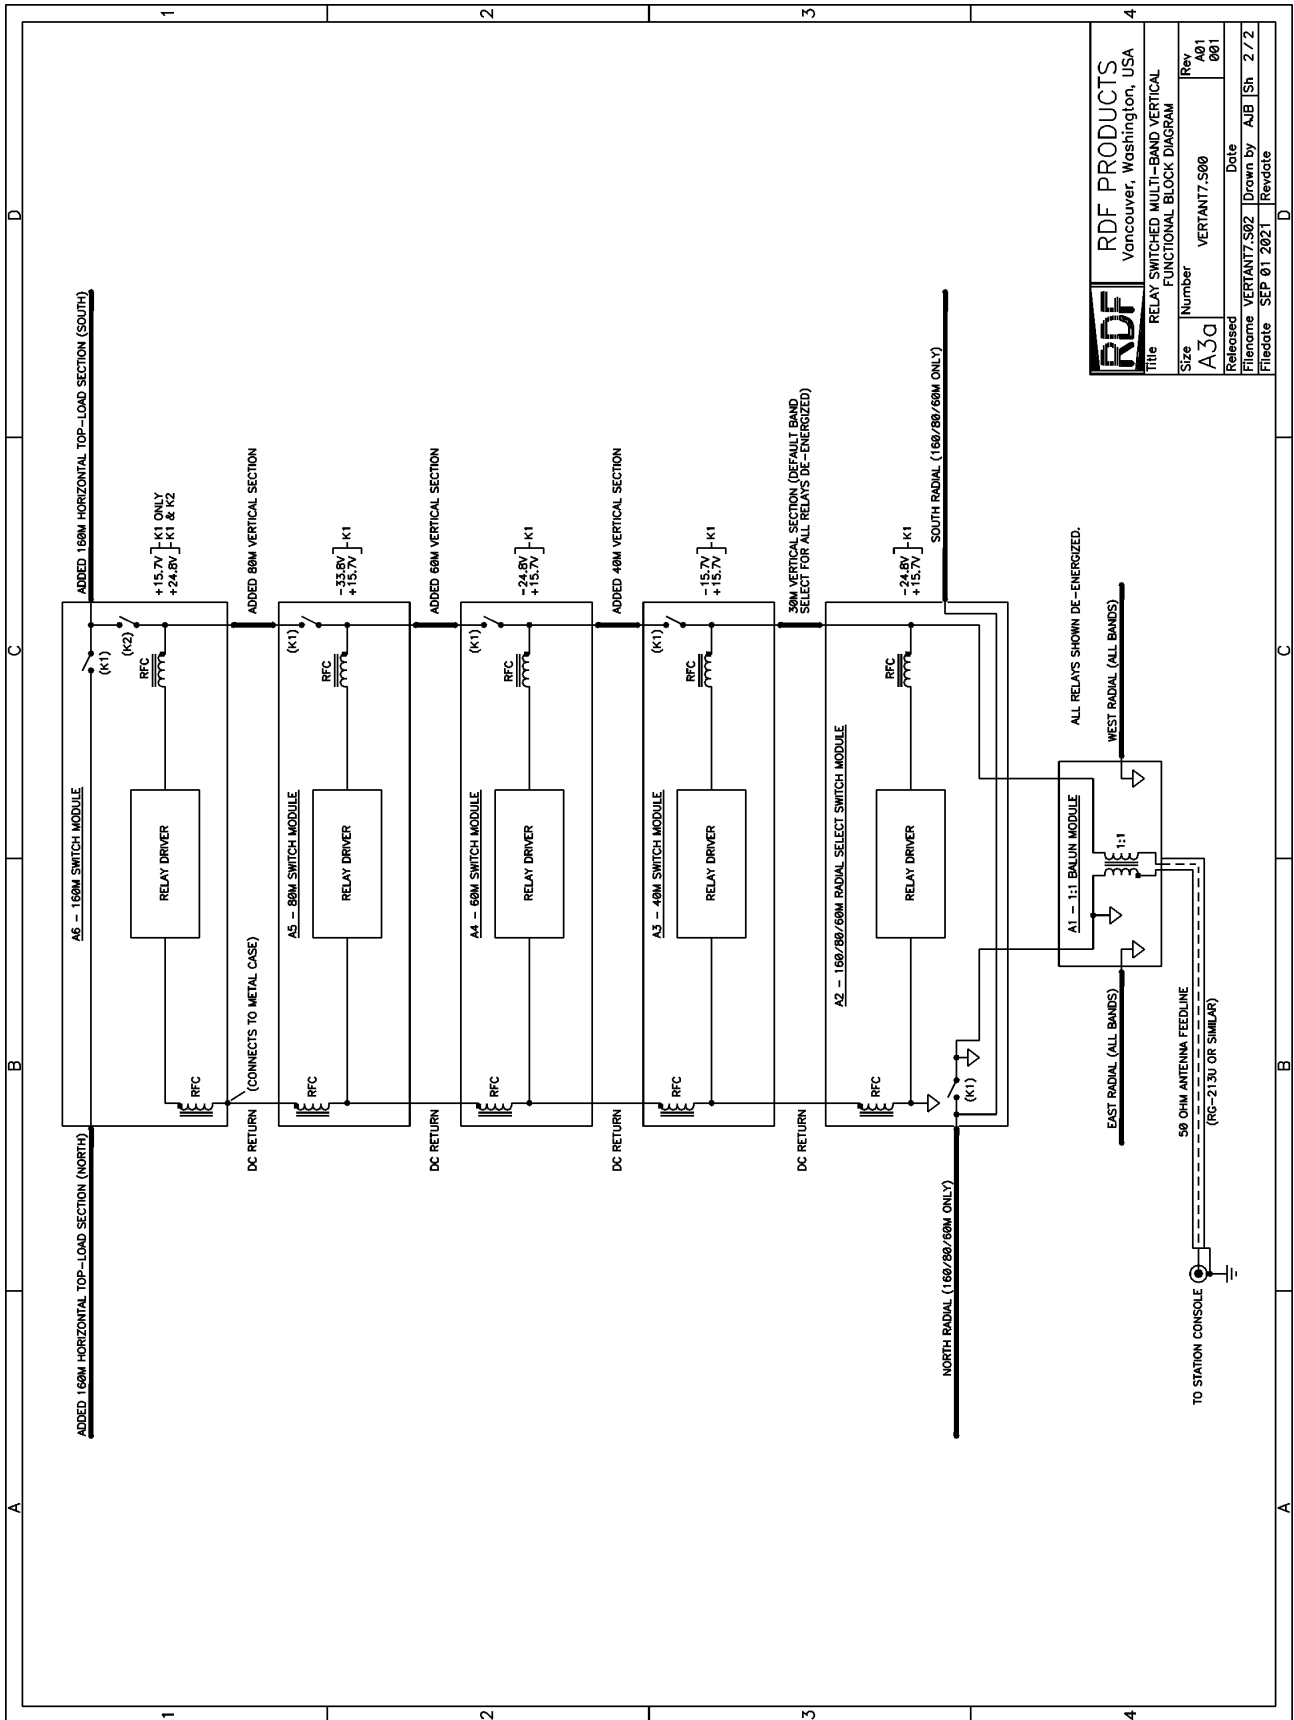 A
B
C
D
1
2
3
4
ADDED 160M HORIZONTAL TOP-LOAD SECTION (NORTH)
ADDED 160M HORIZONTAL TOP-LOAD SECTION (SOUTH)
A6 - 160M SWITCH MODULE
(K1)
(K2)
RFC
RELAY DRIVER
RFC
+15.7V
-K1 ONLY
+24.8V
-K1 & K2
(CONNECTS TO METAL CASE)
DC RETURN
ADDED 80M VERTICAL SECTION
A5 - 80M SWITCH MODULE
(K1)
RFC
RELAY DRIVER
RFC
-33.8V
+15.7V
-K1
DC RETURN
ADDED 60M VERTICAL SECTION
A4 - 60M SWITCH MODULE
(K1)
RFC
RELAY DRIVER
RFC
-24.8V
+15.7V
-K1
DC RETURN
ADDED 40M VERTICAL SECTION
A3 - 40M SWITCH MODULE
(K1)
RFC
RELAY DRIVER
RFC
-15.7V
+15.7V
-K1
DC RETURN
30M VERTICAL SECTION (DEFAULT BAND
SELECT FOR ALL RELAYS DE-ENERGIZED)
A2 - 160/80/60M RADIAL SELECT SWITCH MODULE
RFC
RELAY DRIVER
RFC
-24.8V
+15.7V
-K1
(K1)
NORTH RADIAL (160/80/60M ONLY)
SOUTH RADIAL (160/80/60M ONLY)
ALL RELAYS SHOWN DE-ENERGIZED.
A1 - 1:1 BALUN MODULE
1:1
EAST RADIAL (ALL BANDS)
WEST RADIAL (ALL BANDS)
50 OHM ANTENNA FEEDLINE
(RG-213U OR SIMILAR)
TO STATION CONSOLE
RDF
RDF PRODUCTS
Vancouver, Washington, USA
Title
RELAY SWITCHED MULTI-BAND VERTICAL
FUNCTIONAL BLOCK DIAGRAM
Size
A3a
Number
VERTANT7.S00
Rev
A01
001
Released
Date
Filename VERTANT7.S02
Drawn by AJB
Sh 2 / 2
Filedate SEP 01 2021
Revdate
1
2
3
4
A
B
C
D